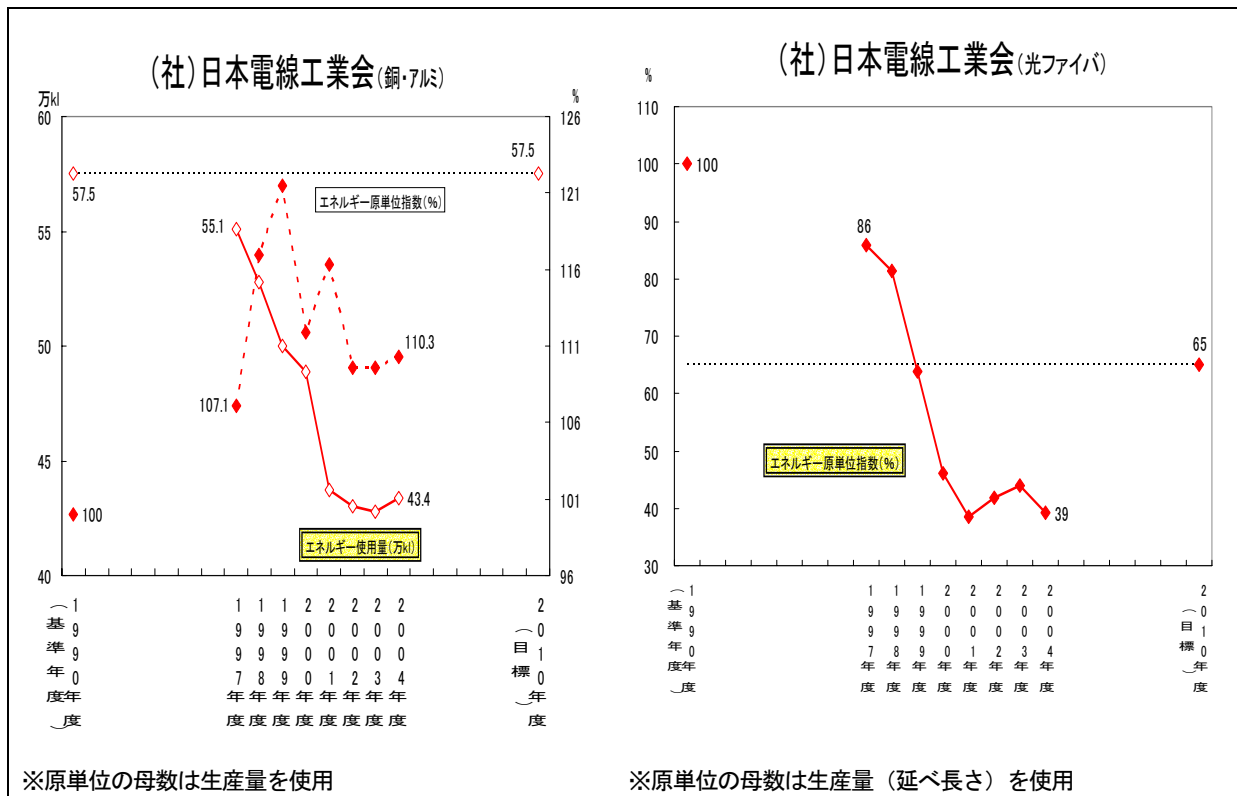 (社)日本電線工業会(銅・アルミ)
万kl
%
60
55
50
45
40
126
121
116
111
106
101
96
57.5
57.5
エネルギー原単位指数(%)
55.1
110.3
107.1
43.4
100
エネルギー使用量(万kl)
1990年度
(基準年度)
1997年度
1998年度
1999年度
2000年度
2001年度
2002年度
2003年度
2004年度
2010年度
(目標)
※原単位の母数は生産量を使用
(社)日本電線工業会(光ファイバ)
%
110
100
90
80
70
60
50
40
30
100
86
65
エネルギー原単位指数(%)
39
1990年度
(基準年度)
1997年度
1998年度
1999年度
2000年度
2001年度
2002年度
2003年度
2004年度
2010年度
(目標)
※原単位の母数は生産量（延べ長さ）を使用